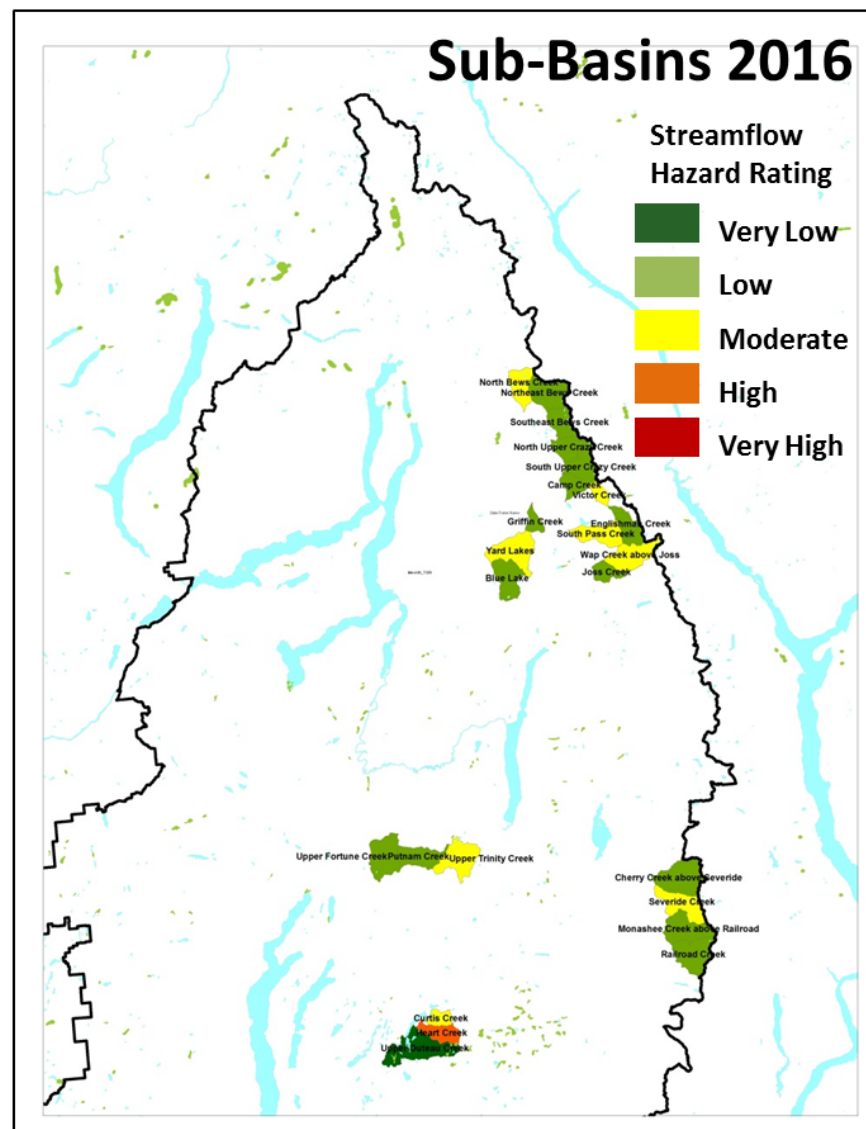 Sub-Basins 2016
Streamflow
Hazard Rating
Very Low
Low
Moderate
High
Very High
North Bews Creek
Northeast Bews Creek
Southeast Bews Creek
North Upper Crazy Creek
South Upper Crazy Creek
Camp Creek
Victor Creek
Griffin Creek
Englishman Creek
South Pass Creek
Yard Lakes
Wap Creek above Joss
Blue Lake
Joss Creek
Upper Fortune Creek
Putnam Creek
Upper Trinity Creek
Cherry Creek above Severide
Severide Creek
Monashee Creek above Railroad
Railroad Creek
Curtis Creek
Heart Creek
Upper Duteau Creek